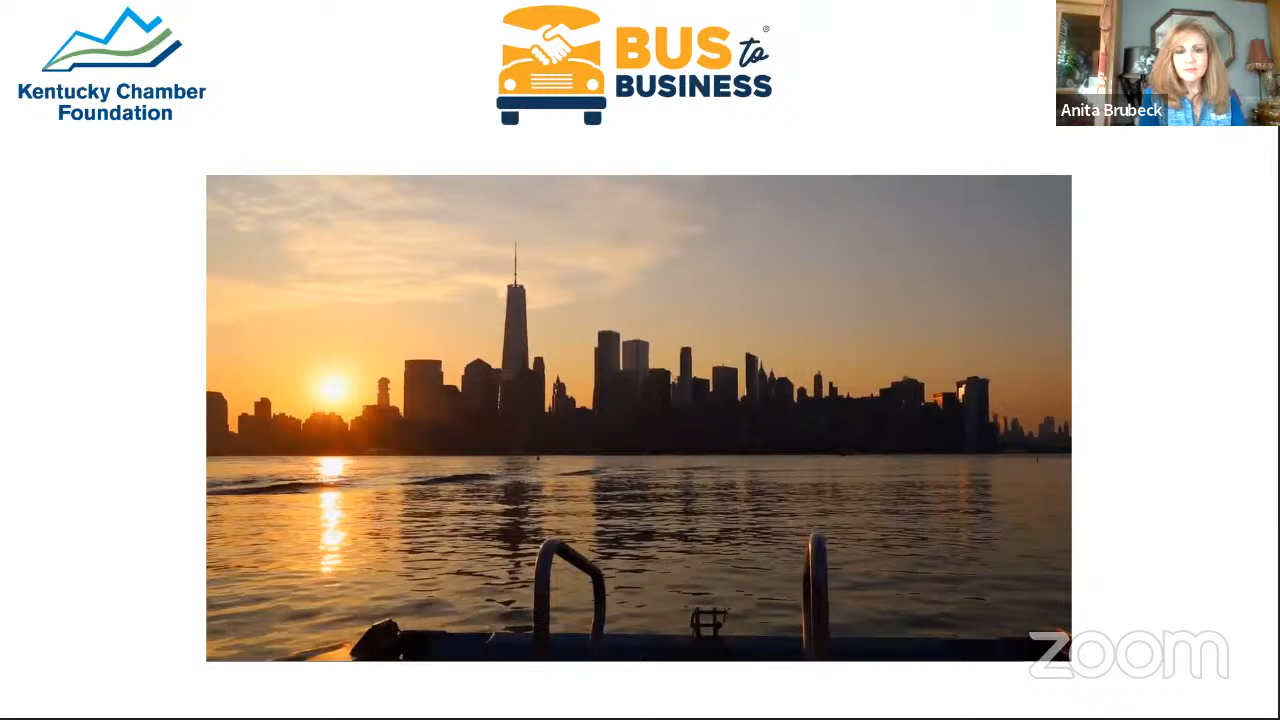 Kentucky Chamber
Foundation
BUS to
BUSINESS
®
Anita Brubeck
zoom